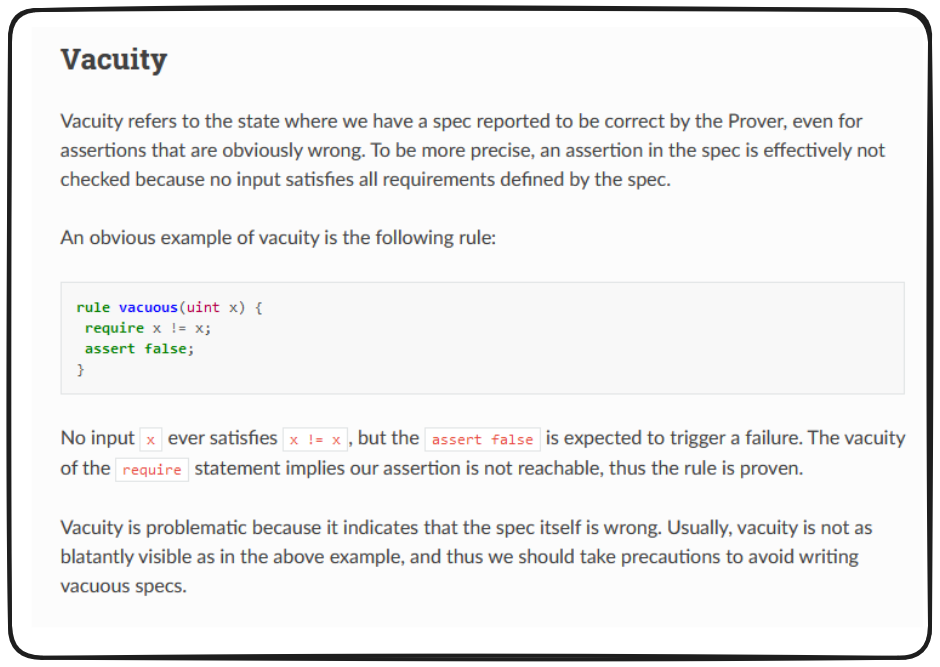 Vacuity
Vacuity refers to the state where we have a spec reported to be correct by the Prover, even for
assertions that are obviously wrong. To be more precise, an assertion in the spec is effectively not
checked because no input satisfies all requirements defined by the spec.
An obvious example of vacuity is the following rule:
rule vacuous(uint x) {
 require x != x;
 assert false;
}
No input x ever satisfies x != x, but the assert false is expected to trigger a failure. The vacuity
of the require statement implies our assertion is not reachable, thus the rule is proven.
Vacuity is problematic because it indicates that the spec itself is wrong. Usually, vacuity is not as
blatantly visible as in the above example, and thus we should take precautions to avoid writing
vacuous specs.